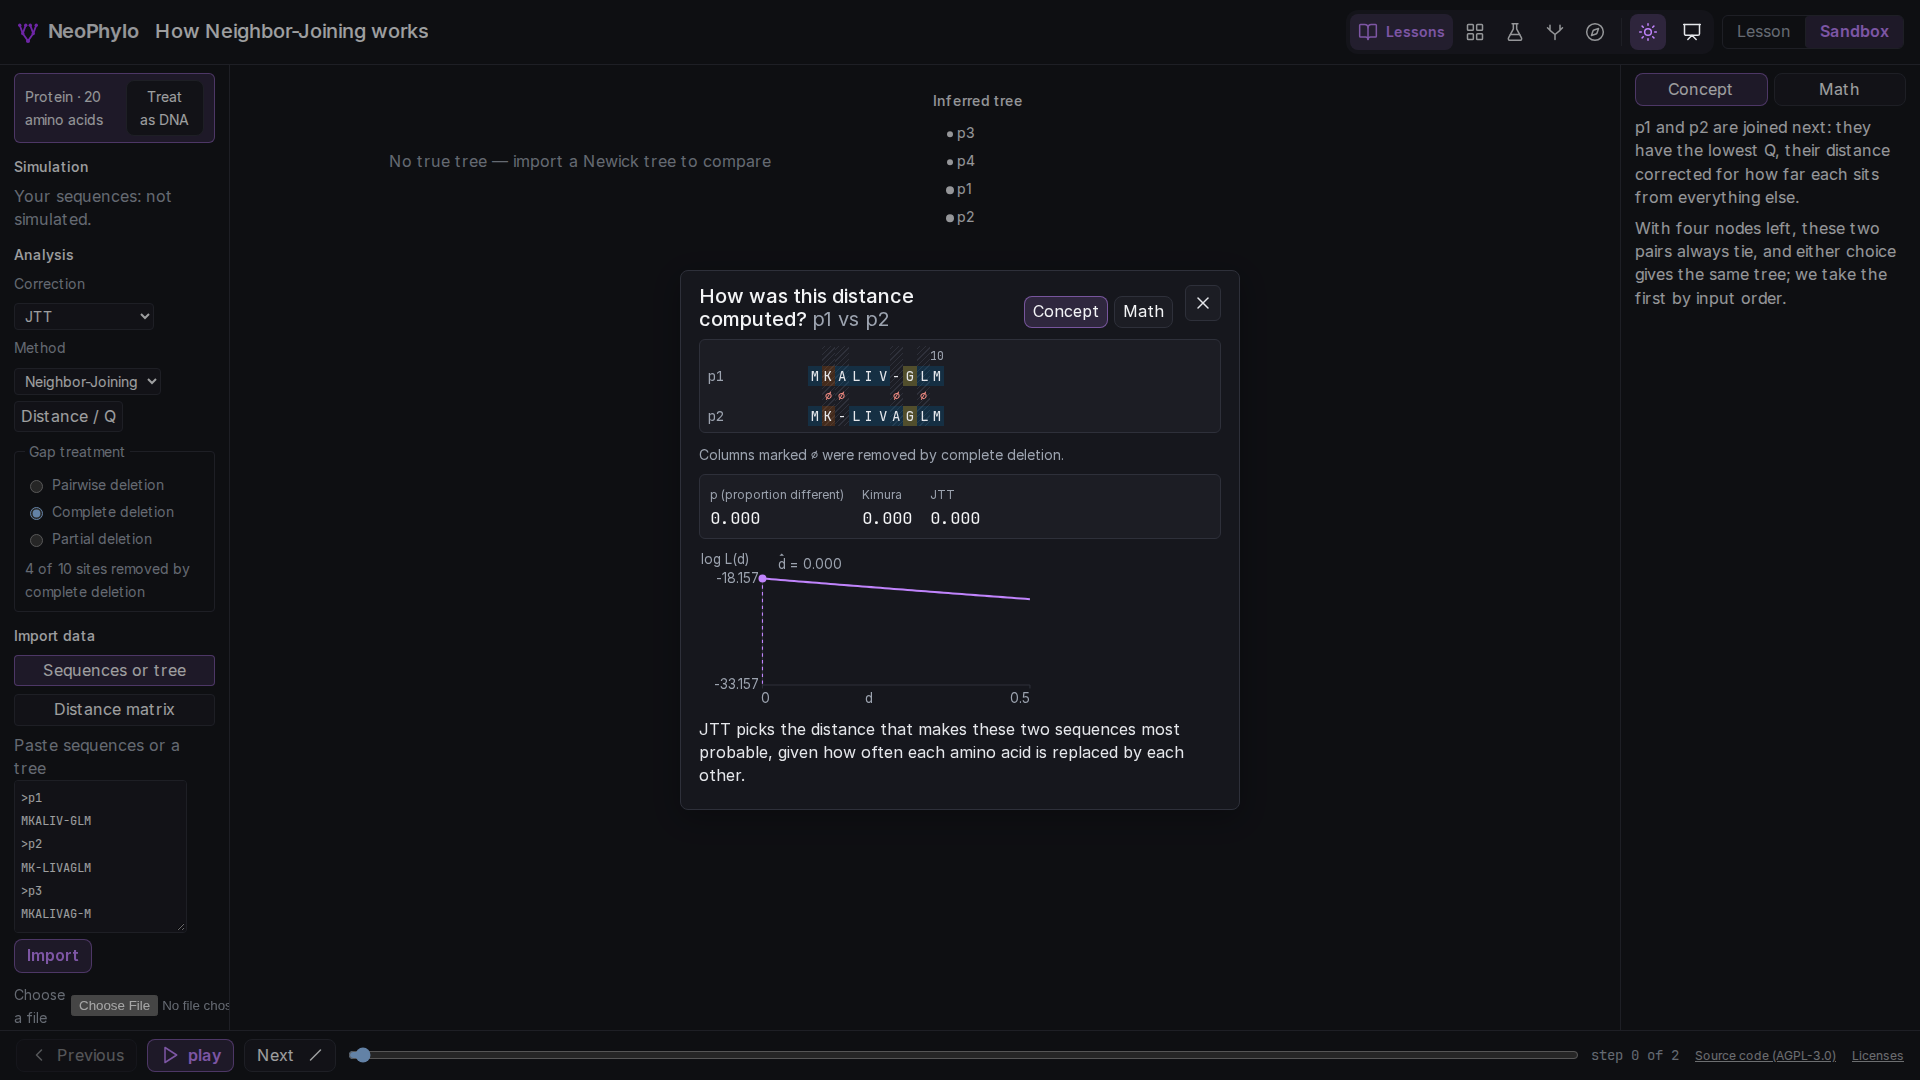 NeoPhylo How Neighbor-Joining works
Lessons
Lesson Sandbox
Protein · 20
amino acids
Treat
as DNA
Simulation
Your sequences: not
simulated.
Analysis
Correction
JTT
Method
Neighbor-Joining
Distance / Q
Gap treatment
Pairwise deletion
Complete deletion
Partial deletion
4 of 10 sites removed by
complete deletion
Import data
Sequences or tree
Distance matrix
Paste sequences or a
tree
>p1
MKALIV-GLM
>p2
MK-LIVAGLM
>p3
MKALIVAG-M
Import
Choose
a file
Choose File No file chos
No true tree — import a Newick tree to compare
Inferred tree
p3
p4
p1
p2
How was this distance
computed? p1 vs p2
Concept Math
10
p1 MKALIV-GLM
∅ ∅ ∅ ∅
p2 MK-LIVAGLM
Columns marked ∅ were removed by complete deletion.
p (proportion different) Kimura JTT
0.000 0.000 0.000
log L(d) d̂ = 0.000
-18.157
-33.157
0 d 0.5
JTT picks the distance that makes these two sequences most
probable, given how often each amino acid is replaced by each
other.
Concept Math
p1 and p2 are joined next: they
have the lowest Q, their distance
corrected for how far each sits
from everything else.
With four nodes left, these two
pairs always tie, and either choice
gives the same tree; we take the
first by input order.
Previous play Next step 0 of 2 Source code (AGPL-3.0) Licenses